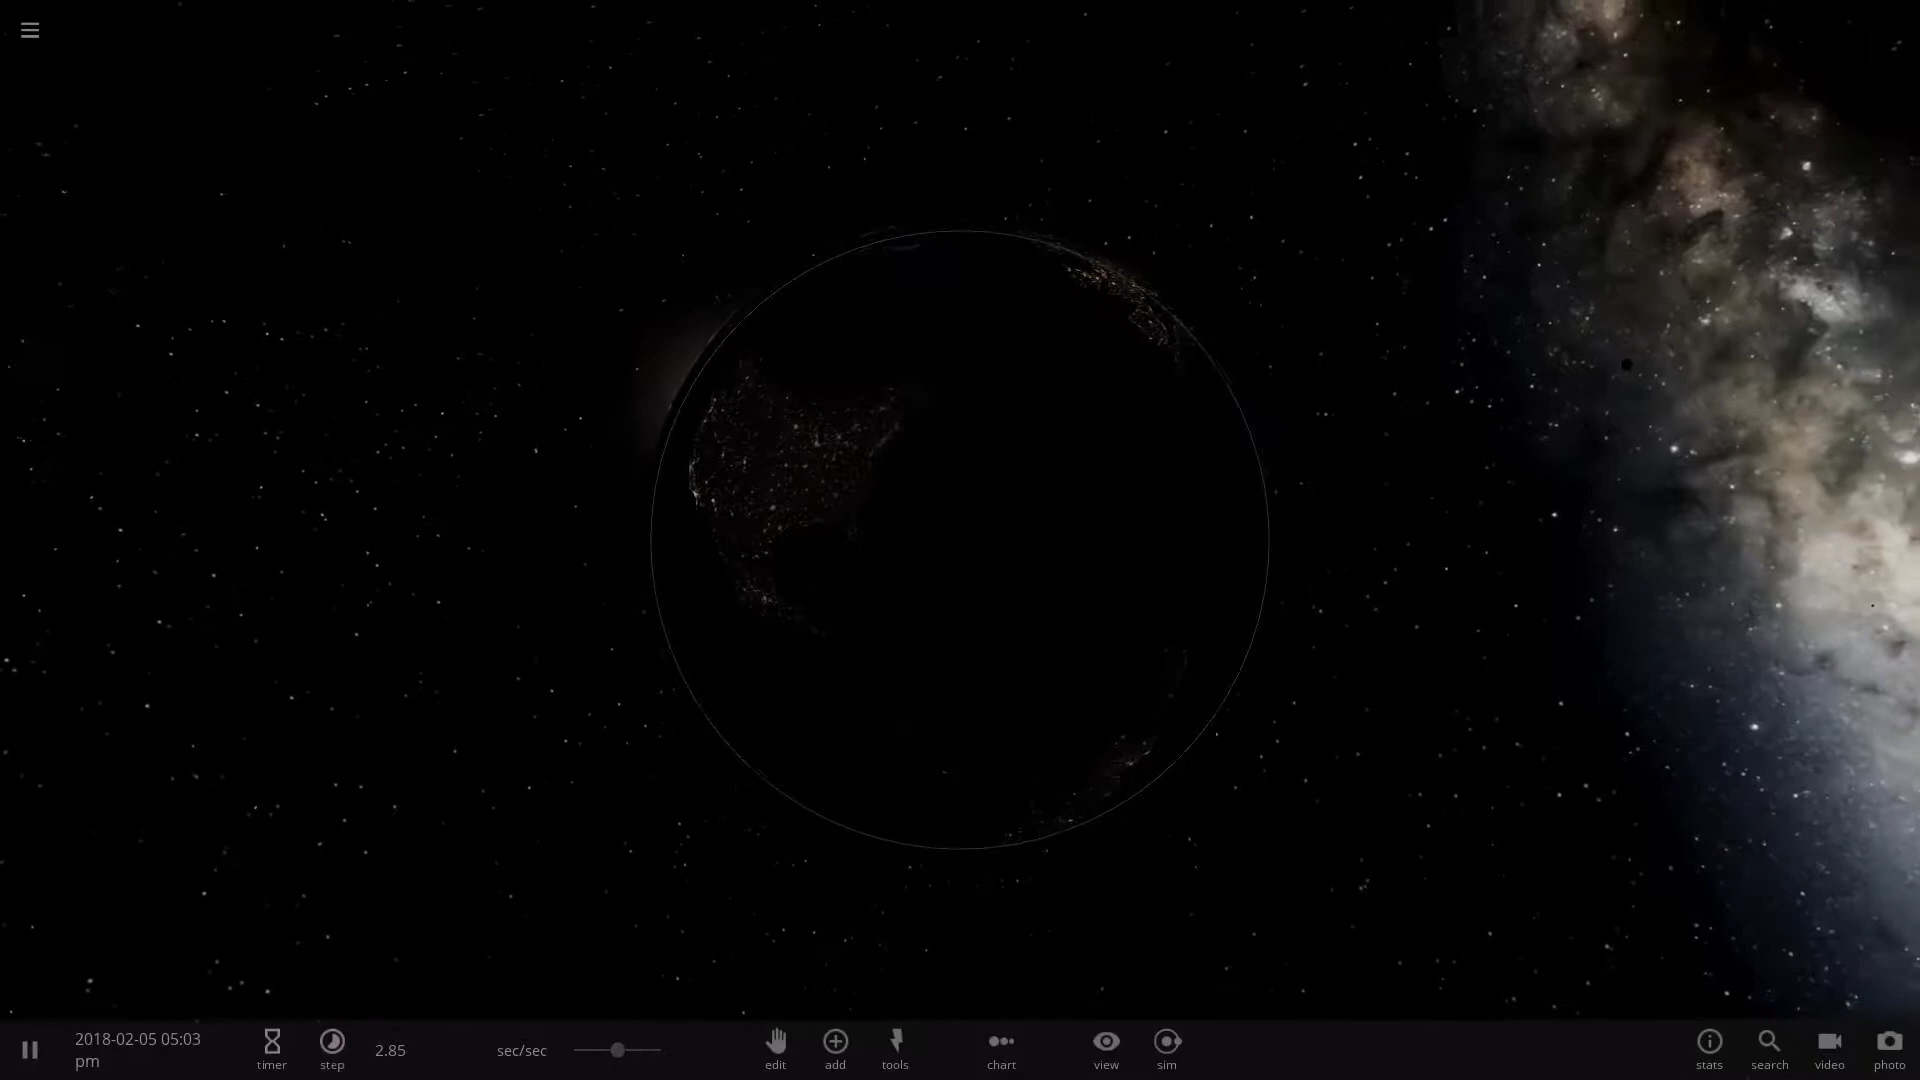 2018-02-05 05:03
pm
timer
step
2.85
sec/sec
edit
add
tools
chart
view
sim
stats
search
video
photo